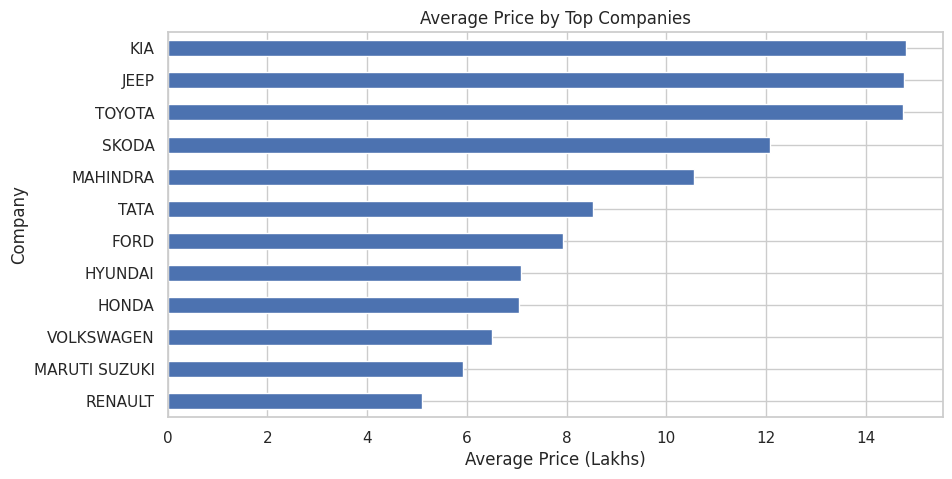 Average Price by Top Companies
KIA
JEEP
TOYOTA
SKODA
MAHINDRA
TATA
FORD
HYUNDAI
HONDA
VOLKSWAGEN
MARUTI SUZUKI
RENAULT
Company
0 2 4 6 8 10 12 14
Average Price (Lakhs)